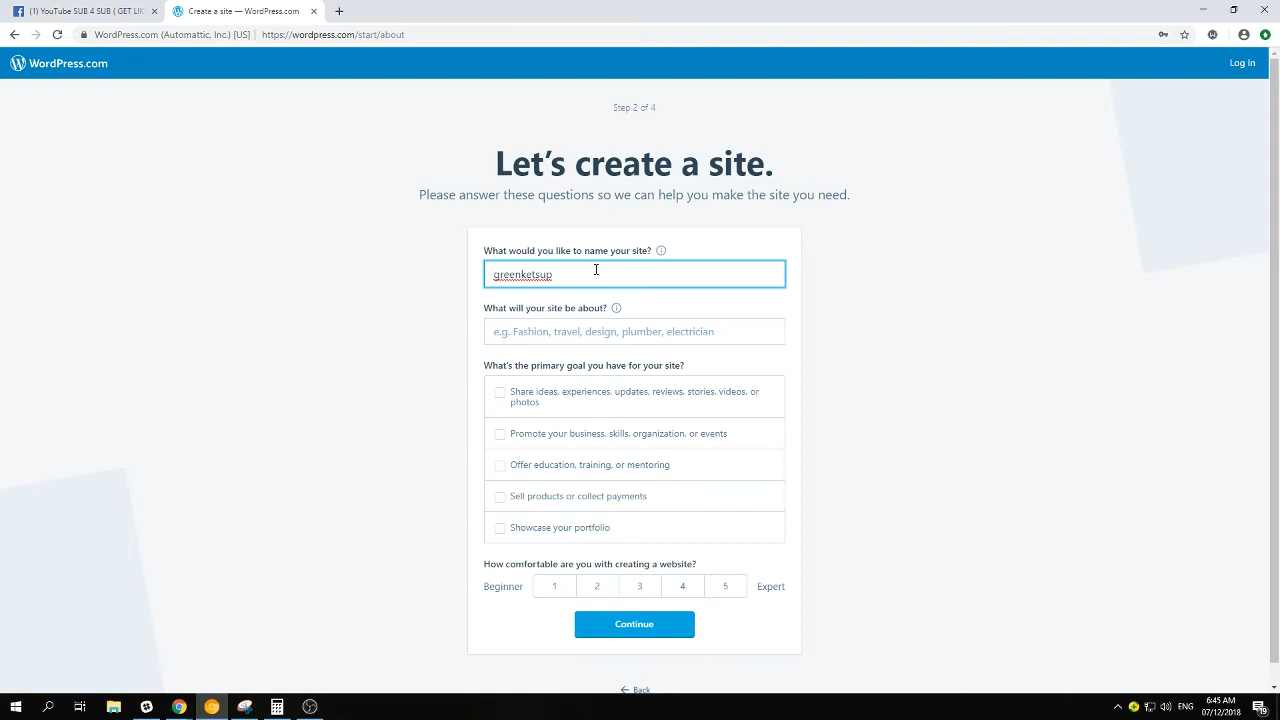 (1) YouTube SUB 4 SUB ( GET LIK
Create a site — WordPress.com
WordPress (Automattic, Inc.) [US]
https://wordpress.com/start/about
WordPress.com
Log In
Step 2 of 4
Let's create a site.
Please answer these questions so we can help you make the site you need.
What would you like to name your site?
greenketsup
What will your site be about?
e.g. Fashion, travel, design, plumber, electrician
What's the primary goal you have for your site?
Share ideas, experiences, updates, reviews, stories, videos, or
photos
Promote your business, skills, organization, or events
Offer education, training, or mentoring
Sell products or collect payments
Showcase your portfolio
How comfortable are you with creating a website?
Beginner 1 2 3 4 5 Expert
Continue
Back
ENG
6:45 AM
07/12/2018